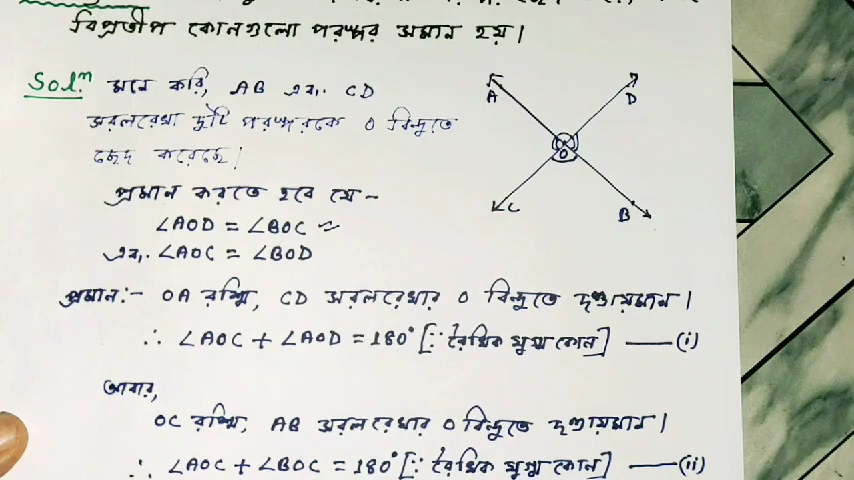 বিপ্রতীপ কোনগুলো পরস্পর সমান হয়।
Solⁿ মনে করি, AB এবং CD
সরলরেখা দুটি পরস্পরকে O বিন্দুতে
ছেদ করেছে।
প্রমান করতে হবে যে -
∠AOD = ∠BOC
এবং ∠AOC = ∠BOD
A
D
O
C
B
প্রমান:- OA রশ্মি, CD সরলরেখার O বিন্দুতে দণ্ডায়মান।
∴ ∠AOC + ∠AOD = 180° [∵ রৈখিক যুগ্ম কোন] —— (i)
আবার,
OC রশ্মি, AB সরলরেখার O বিন্দুতে দণ্ডায়মান।
∴ ∠AOC + ∠BOC = 180° [∵ রৈখিক যুগ্ম কোন] —— (ii)